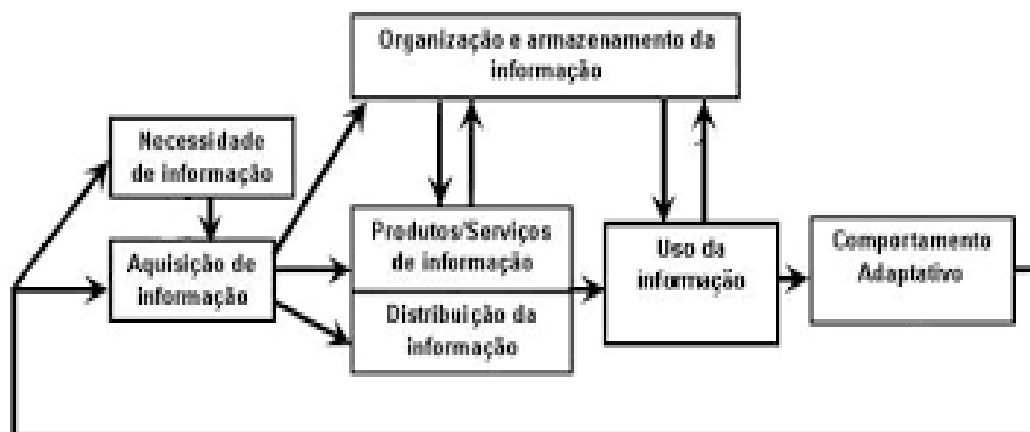 Organização e armazenamento da
informação
Necessidade
de informação
Aquisição de
informação
Produtos/Serviços
de informação
Distribuição da
informação
Uso da
informação
Comportamento
Adaptativo